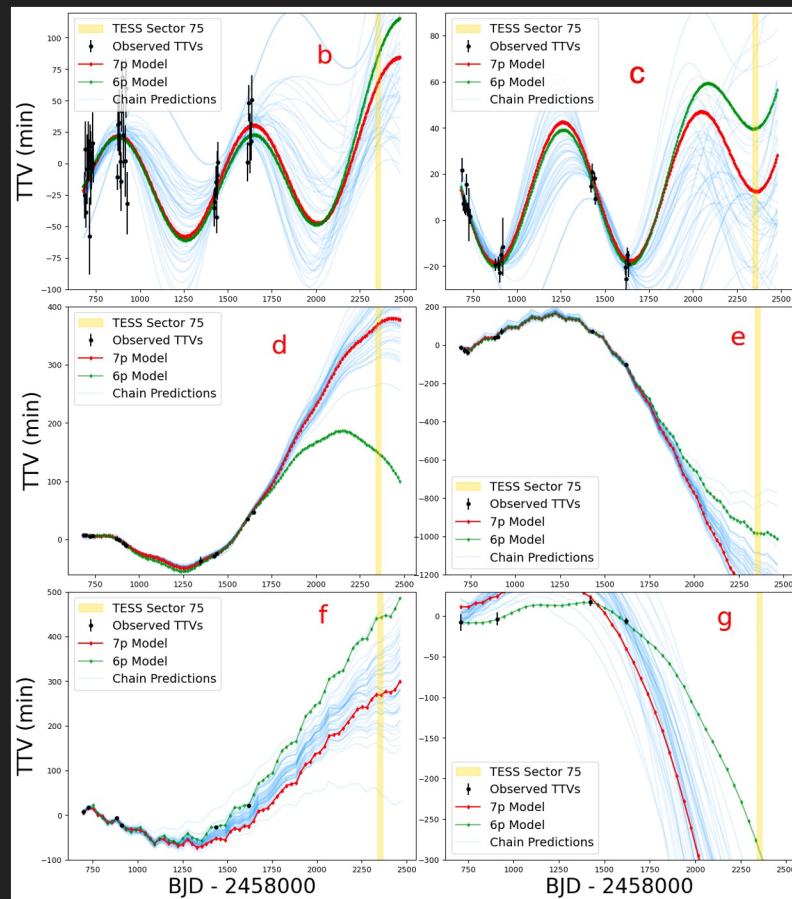 TESS Sector 75
Observed TTVs
7p Model
6p Model
Chain Predictions
b
TTV (min)
100
75
50
25
0
−25
−50
−75
−100
750 1000 1250 1500 1750 2000 2250 2500
TESS Sector 75
Observed TTVs
7p Model
6p Model
Chain Predictions
c
80
60
40
20
0
−20
750 1000 1250 1500 1750 2000 2250 2500
TESS Sector 75
Observed TTVs
7p Model
6p Model
Chain Predictions
d
TTV (min)
400
300
200
100
0
750 1000 1250 1500 1750 2000 2250 2500
e
200
0
−200
−400
−600
−800
−1000
−1200
TESS Sector 75
Observed TTVs
7p Model
6p Model
Chain Predictions
750 1000 1250 1500 1750 2000 2250 2500
TESS Sector 75
Observed TTVs
7p Model
6p Model
Chain Predictions
f
TTV (min)
500
400
300
200
100
0
−100
750 1000 1250 1500 1750 2000 2250 2500
g
0
−50
−100
−150
−200
−250
−300
TESS Sector 75
Observed TTVs
7p Model
6p Model
Chain Predictions
750 1000 1250 1500 1750 2000 2250 2500
BJD - 2458000
BJD - 2458000